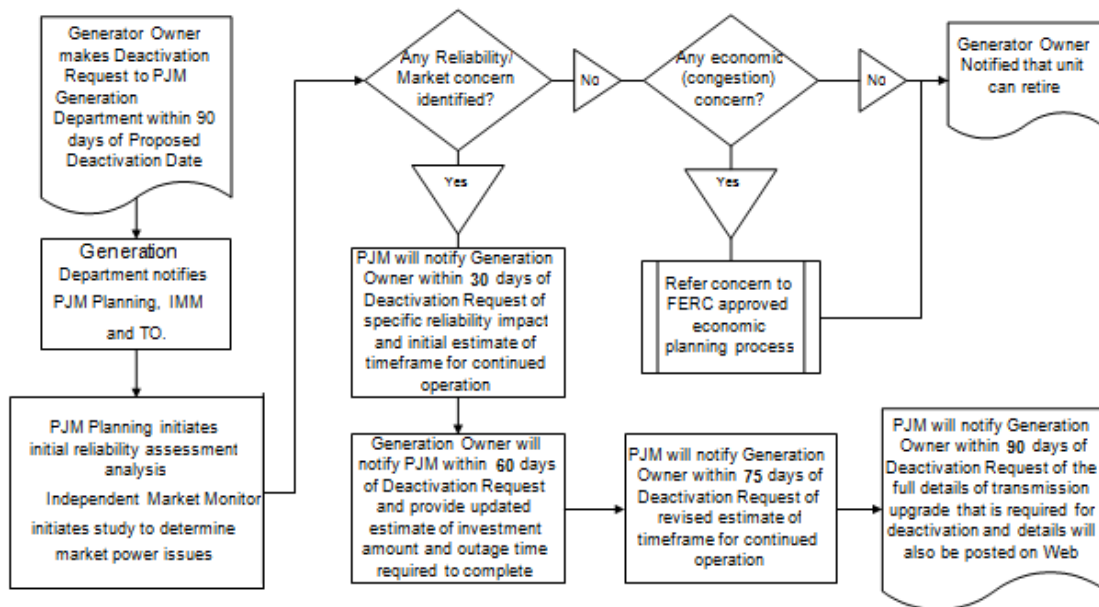 Generator Owner
makes Deactivation
Request to PJM
Generation
Department within 90
days of Proposed
Deactivation Date
Generation
Department notifies
PJM Planning, IMM
and TO.
PJM Planning initiates
initial reliability assessment
analysis
Independent Market Monitor
initiates study to determine
market power issues
Any Reliability/
Market concern
identified?
No
Any economic
(congestion)
concern?
No
Generator Owner
Notified that unit
can retire
Yes
Yes
PJM will notify Generation
Owner within 30 days of
Deactivation Request of
specific reliability impact
and initial estimate of
timeframe for continued
operation
Refer concern to
FERC approved
economic
planning process
Generation Owner will
notify PJM within 60 days
of Deactivation Request
and provide updated
estimate of investment
amount and outage time
required to complete
PJM will notify Generation
Owner within 75 days of
Deactivation Request of
revised estimate of
timeframe for continued
operation
PJM will notify Generation
Owner within 90 days of
Deactivation Request of the
full details of transmission
upgrade that is required for
deactivation and details will
also be posted on Web